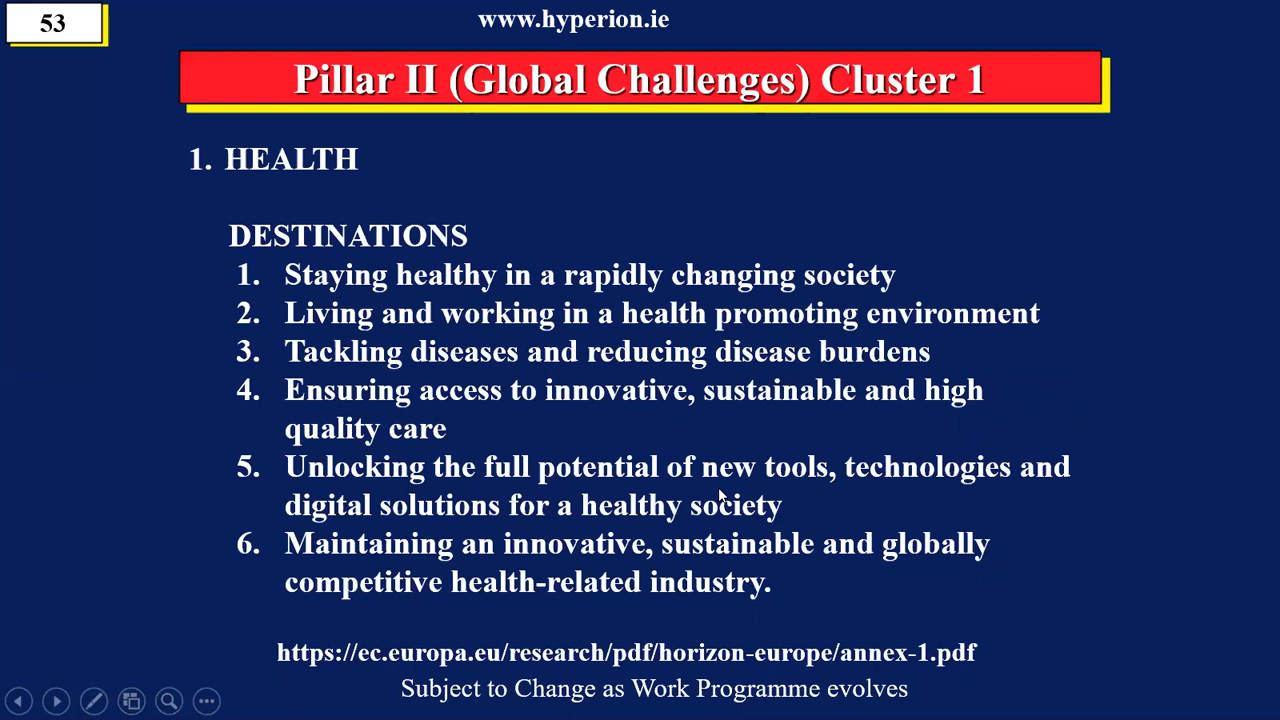 53
www.hyperion.ie
Pillar II (Global Challenges) Cluster 1
1. HEALTH
DESTINATIONS
1. Staying healthy in a rapidly changing society
2. Living and working in a health promoting environment
3. Tackling diseases and reducing disease burdens
4. Ensuring access to innovative, sustainable and high
quality care
5. Unlocking the full potential of new tools, technologies and
digital solutions for a healthy society
6. Maintaining an innovative, sustainable and globally
competitive health-related industry.
https://ec.europa.eu/research/pdf/horizon-europe/annex-1.pdf
Subject to Change as Work Programme evolves